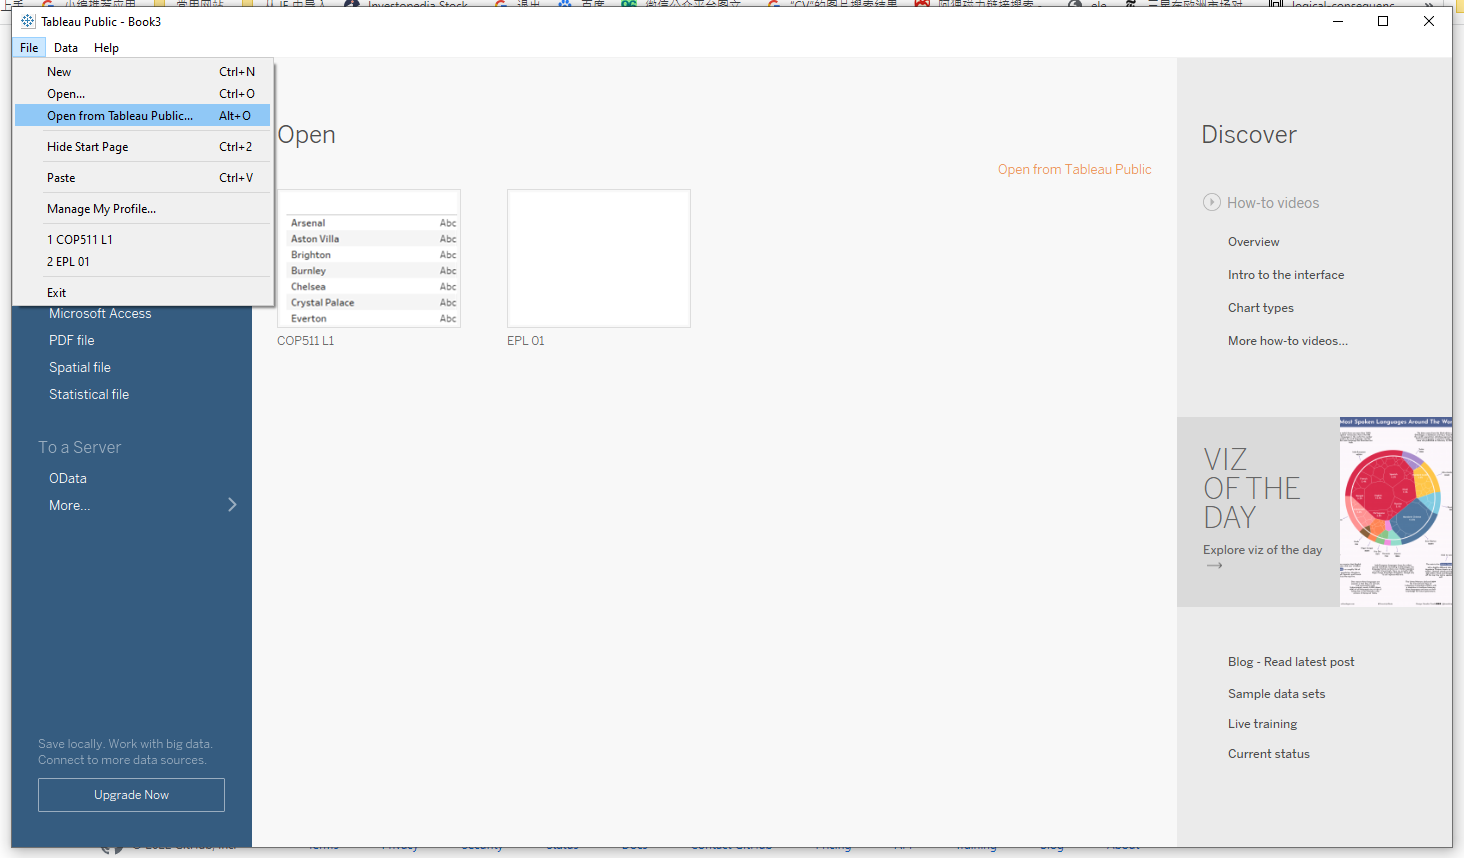 Tableau Public - Book3
File Data Help
New Ctrl+N
Open... Ctrl+O
Open from Tableau Public... Alt+O
Hide Start Page Ctrl+2
Paste Ctrl+V
Manage My Profile...
1 COP511 L1
2 EPL 01
Exit
Microsoft Access
PDF file
Spatial file
Statistical file
To a Server
OData
More...
Save locally. Work with big data.
Connect to more data sources.
Upgrade Now
Open
Open from Tableau Public
Arsenal Abc
Aston Villa Abc
Brighton Abc
Burnley Abc
Chelsea Abc
Crystal Palace Abc
Everton Abc
COP511 L1
EPL 01
Discover
How-to videos
Overview
Intro to the interface
Chart types
More how-to videos...
Most Spoken Languages Around The
VIZ
OF THE
DAY
Explore viz of the day
Blog - Read latest post
Sample data sets
Live training
Current status